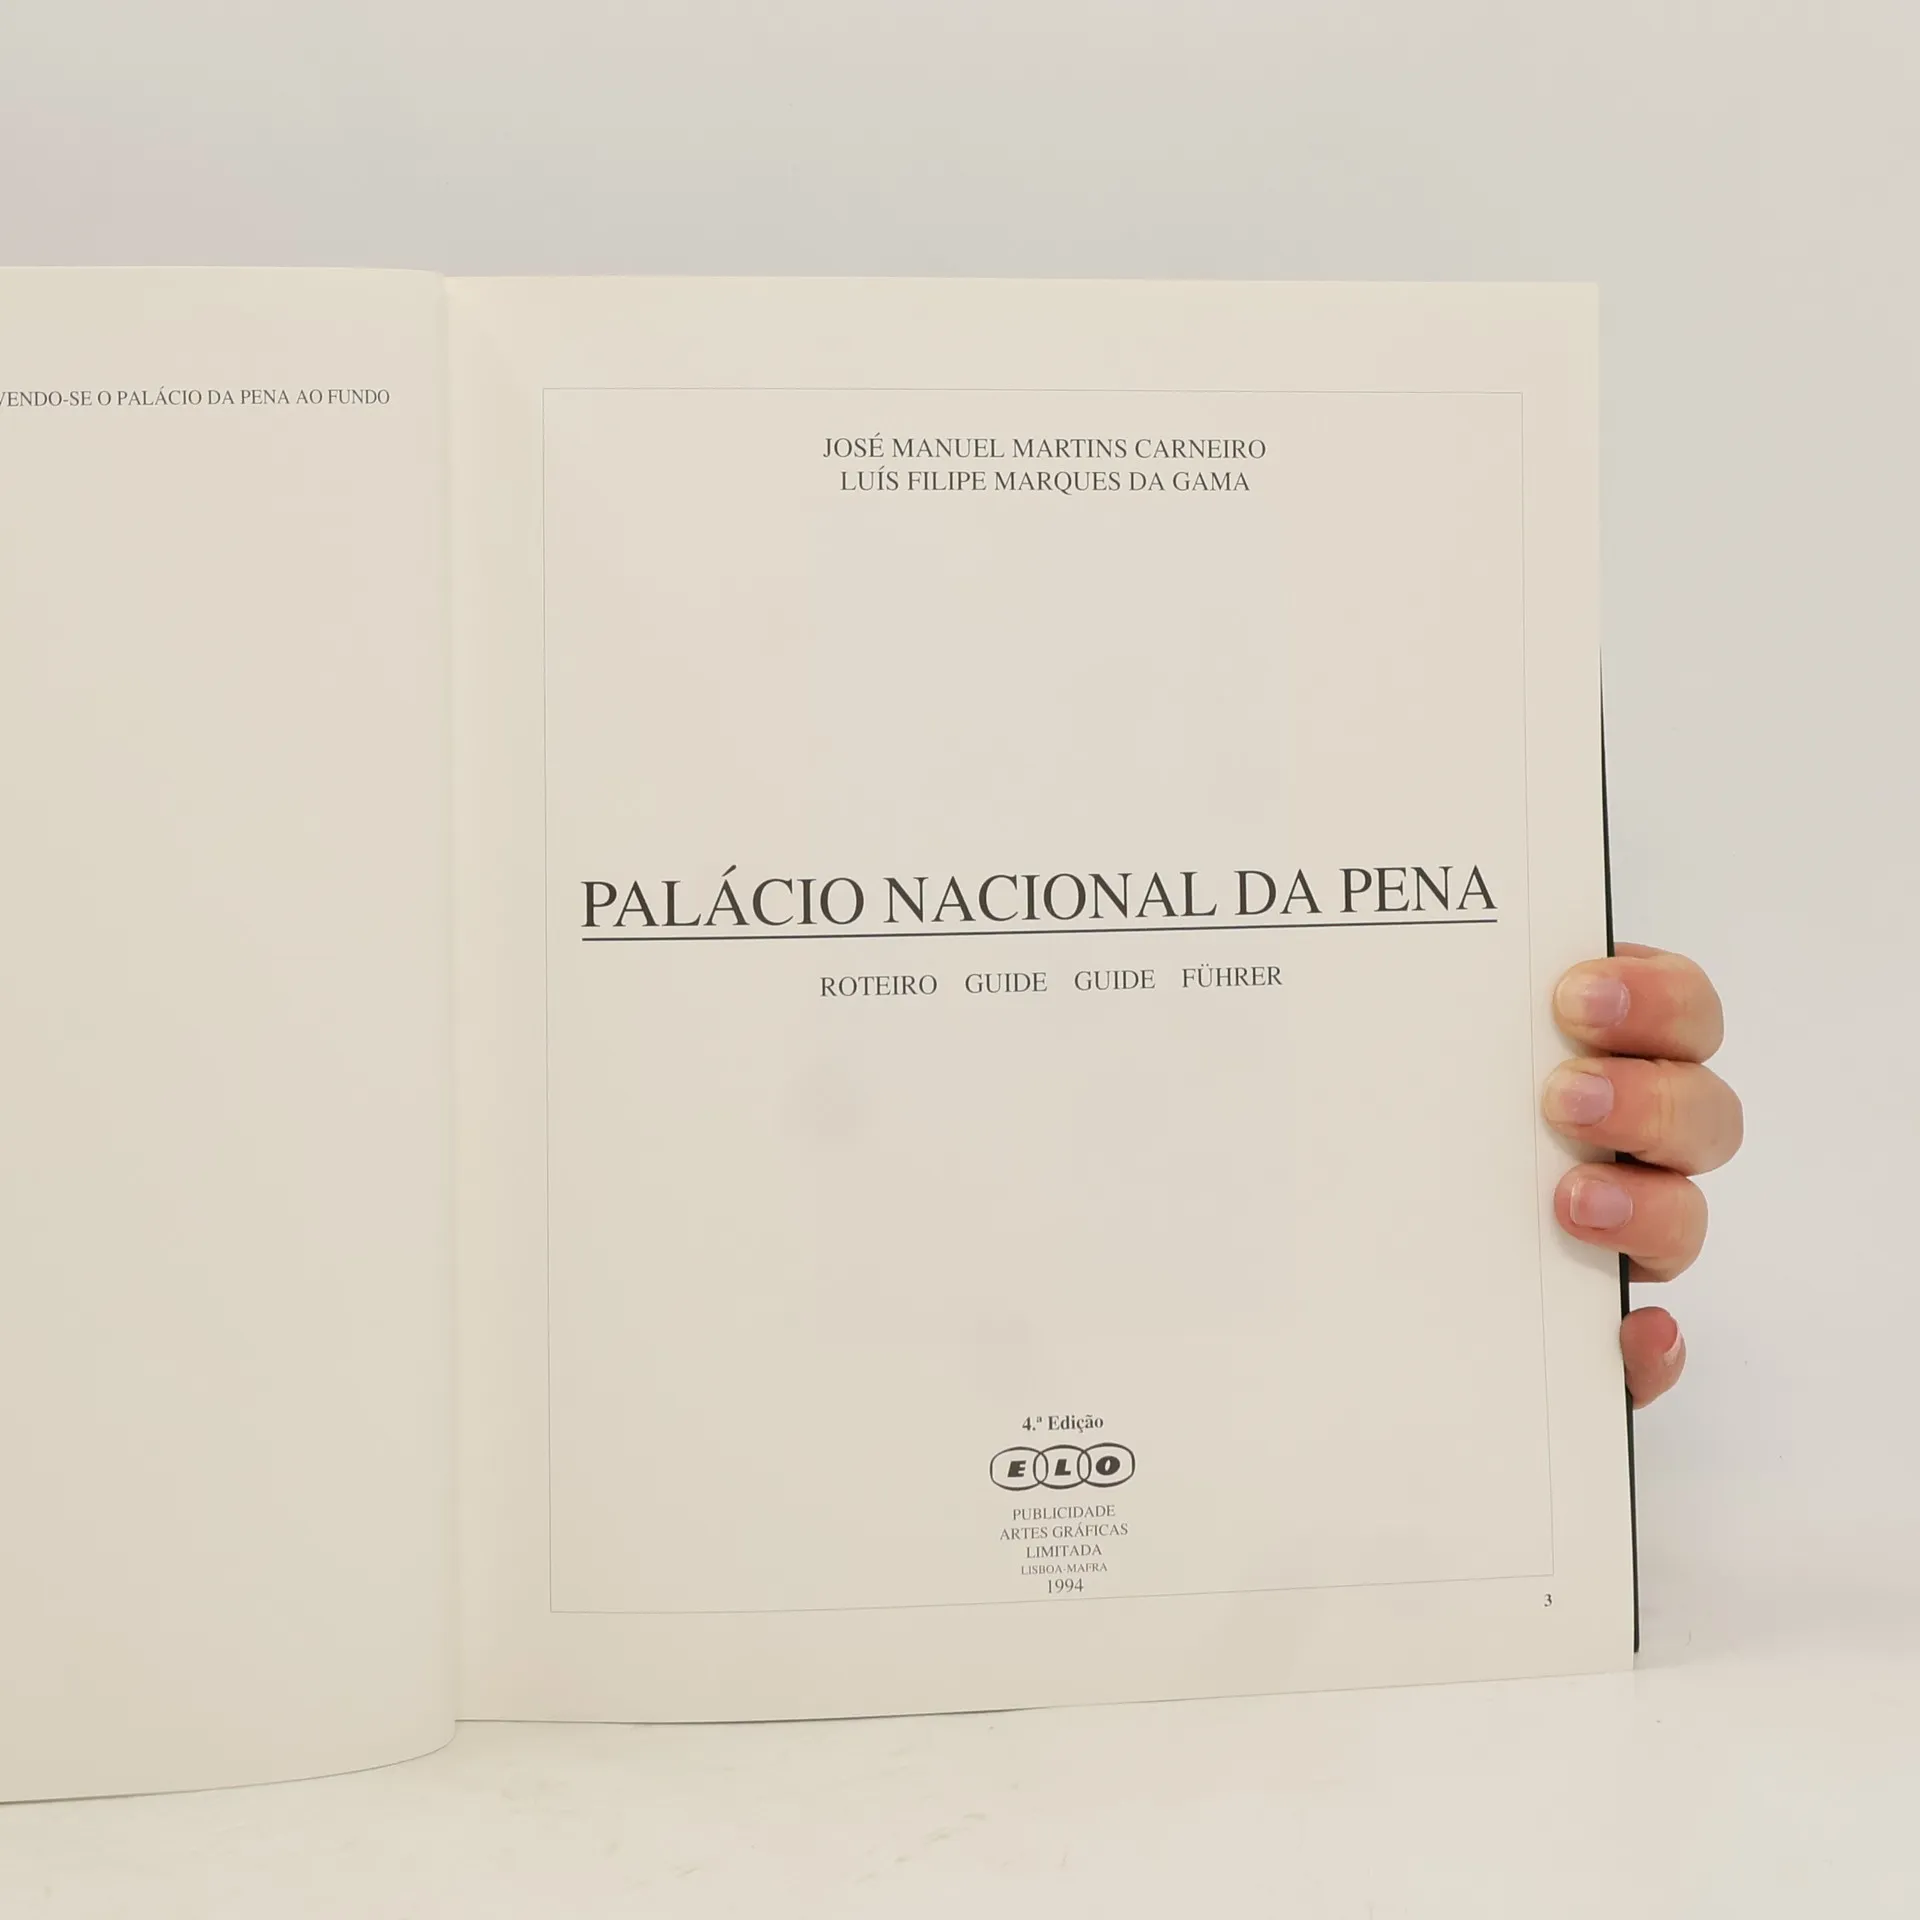 VENDO-SE O PALÁCIO DA PENA AO FUNDO
JOSÉ MANUEL MARTINS CARNEIRO
LUÍS FILIPE MARQUES DA GAMA
PALÁCIO NACIONAL DA PENA
ROTEIRO GUIDE GUIDE FÜHRER
4.ª Edição
ELO
PUBLICIDADE
ARTES GRÁFICAS
LIMITADA
LISBOA-MAFRA
1994
3